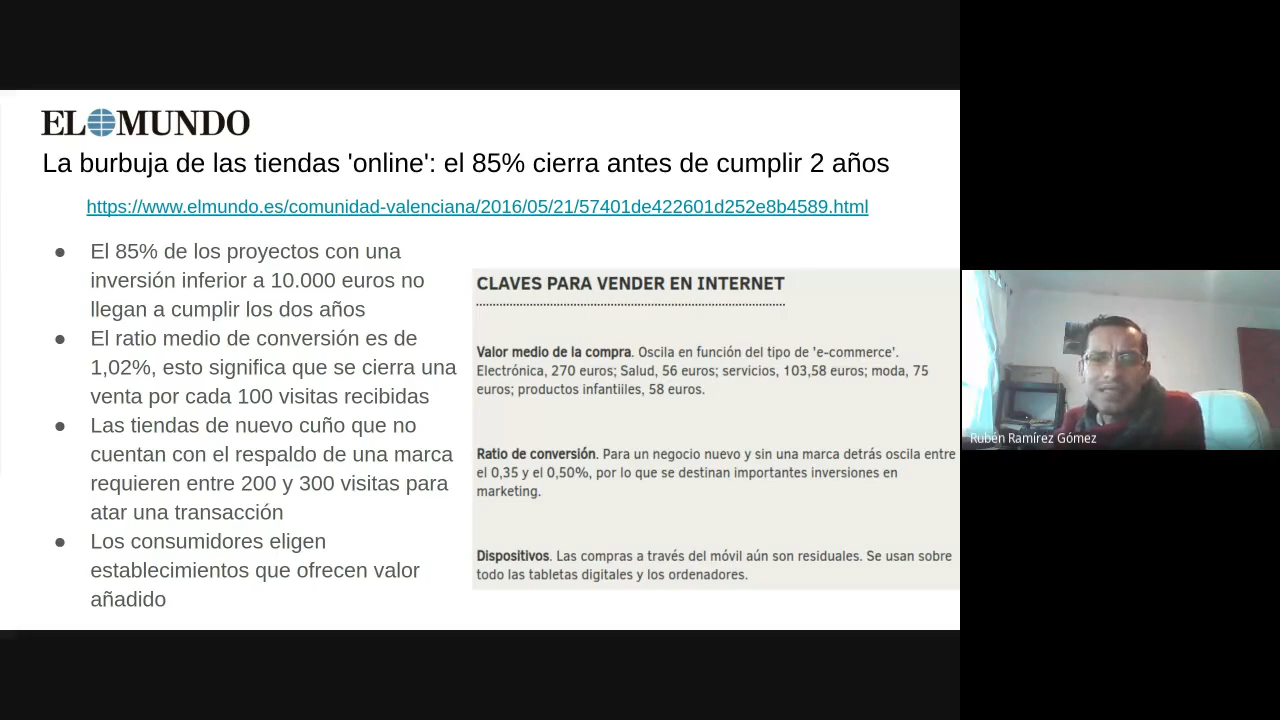 EL MUNDO
La burbuja de las tiendas 'online': el 85% cierra antes de cumplir 2 años
https://www.elmundo.es/comunidad-valenciana/2016/05/21/57401de422601d252e8b4589.html
● El 85% de los proyectos con una
inversión inferior a 10.000 euros no
llegan a cumplir los dos años
● El ratio medio de conversión es de
1,02%, esto significa que se cierra una
venta por cada 100 visitas recibidas
● Las tiendas de nuevo cuño que no
cuentan con el respaldo de una marca
requieren entre 200 y 300 visitas para
atar una transacción
● Los consumidores eligen
establecimientos que ofrecen valor
añadido
CLAVES PARA VENDER EN INTERNET
Valor medio de la compra. Oscila en función del tipo de 'e-commerce'.
Electrónica, 270 euros; Salud, 56 euros; servicios, 103,58 euros; moda, 75
euros; productos infantiiles, 58 euros.
Ratio de conversión. Para un negocio nuevo y sin una marca detrás oscila entre
el 0,35 y el 0,50%, por lo que se destinan importantes inversiones en
marketing.
Dispositivos. Las compras a través del móvil aún son residuales. Se usan sobre
todo las tabletas digitales y los ordenadores.
Rubén Ramírez Gómez